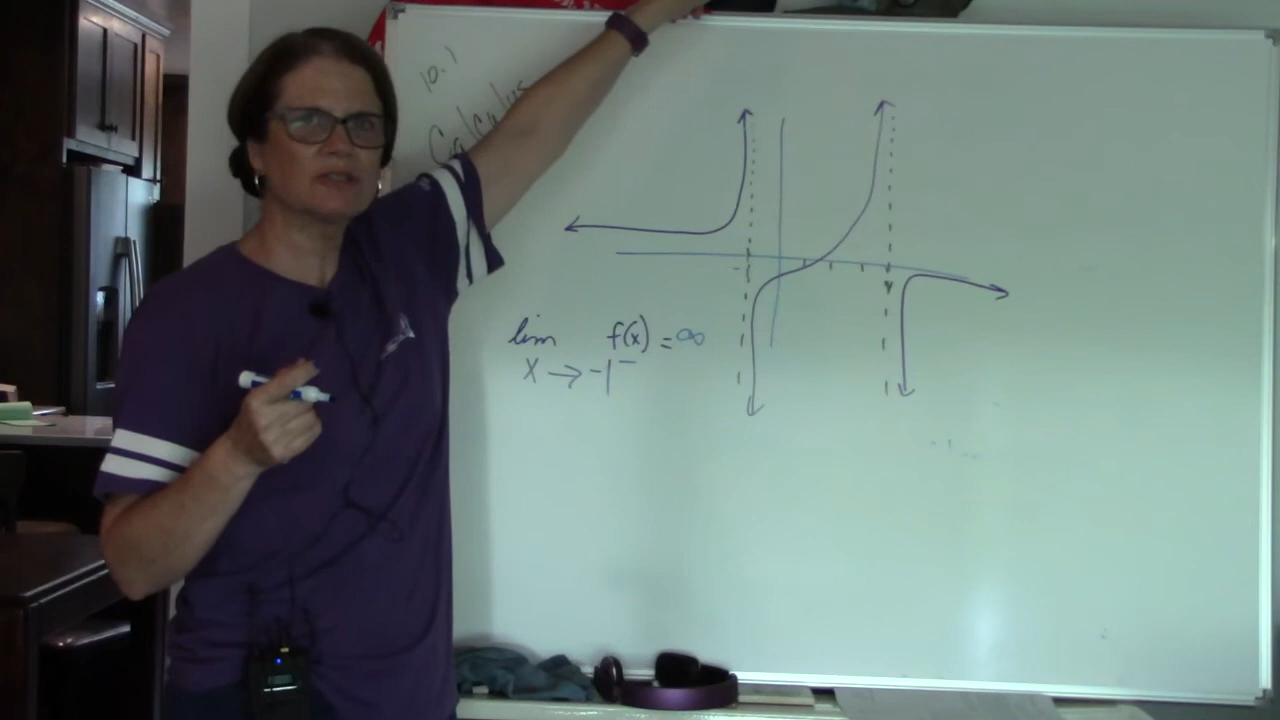 10.1
Calculus
lim f(x) = ∞
x → -1⁻